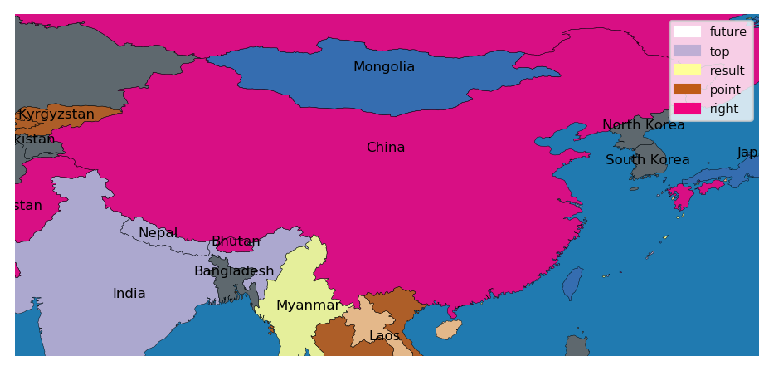 future
top
result
point
right
Mongolia
Kyrgyzstan
North Korea
kistan
China
Jap
South Korea
stan
Nepal
Bhutan
Bangladesh
India
Myanmar
Laos